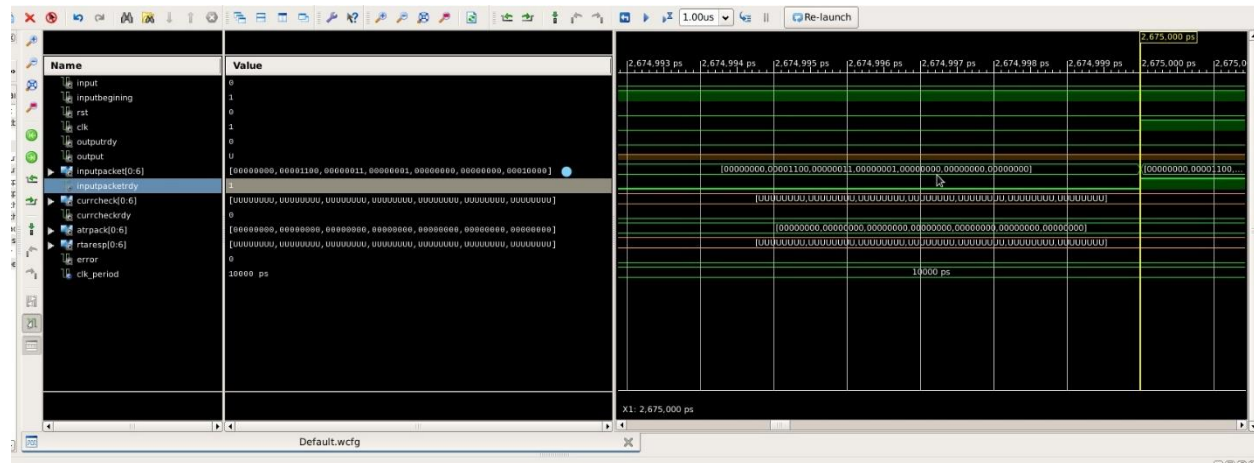 1.00us
Re-launch
2,675,000 ps
Name
Value
2,674,993 ps 2,674,994 ps 2,674,995 ps 2,674,996 ps 2,674,997 ps 2,674,998 ps 2,674,999 ps 2,675,000 ps 2,675,0
input 0
inputbegining 1
rst 0
clk 1
outputrdy 0
output U
inputpacket[0:6] [00000000,00001100,00000011,00000001,00000000,00000000,00010000] [00000000,00001100,00000011,00000001,00000000,00000000,00000000] [00000000,00001100,...
inputpacketrdy 1
currcheck[0:6] [UUUUUUUU,UUUUUUUU,UUUUUUUU,UUUUUUUU,UUUUUUUU,UUUUUUUU,UUUUUUUU] [UUUUUUUU,UUUUUUUU,UUUUUUUU,UUUUUUUU,UUUUUUUU,UUUUUUUU,UUUUUUUU]
currcheckrdy 0
atrpack[0:6] [00000000,00000000,00000000,00000000,00000000,00000000,00000000] [00000000,00000000,00000000,00000000,00000000,00000000,00000000]
rtaresp[0:6] [UUUUUUUU,UUUUUUUU,UUUUUUUU,UUUUUUUU,UUUUUUUU,UUUUUUUU,UUUUUUUU] [UUUUUUUU,UUUUUUUU,UUUUUUUU,UUUUUUUU,UUUUUUUU,UUUUUUUU,UUUUUUUU]
error 0
clk_period 10000 ps 10000 ps
X1: 2,675,000 ps
Default.wcfg